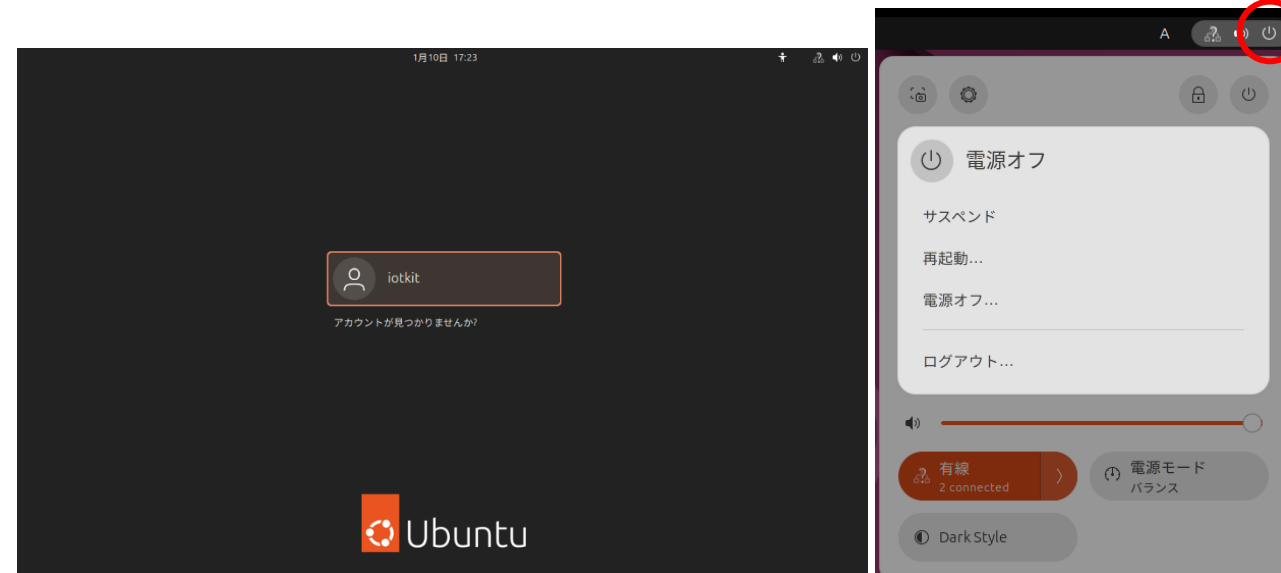 1月10日 17:23
iotkit
アカウントが見つかりませんか?
Ubuntu
A
電源オフ
サスペンド
再起動...
電源オフ...
ログアウト...
有線
2 connected
電源モード
バランス
Dark Style